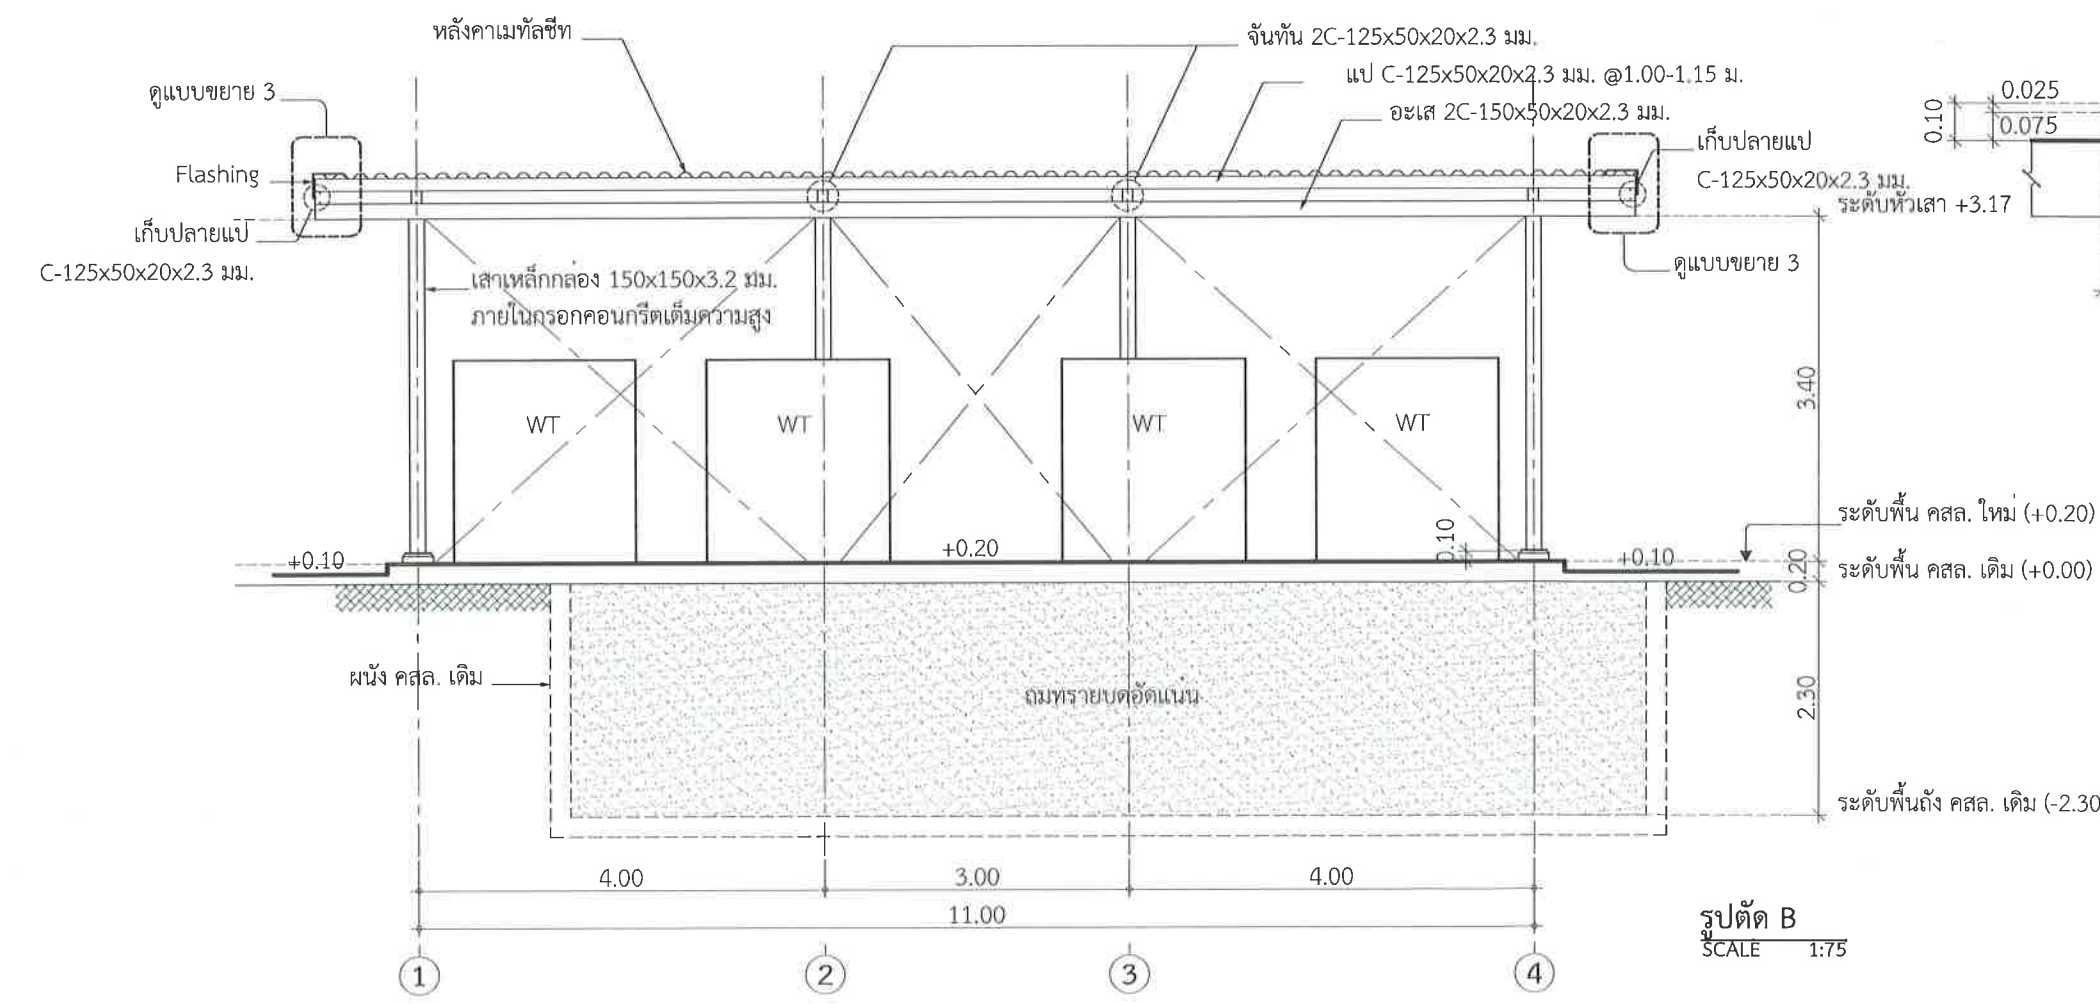 หลังคาเมทัลชีท
จันทัน 2C-125x50x20x2.3 มม.
แป C-125x50x20x2.3 มม. @1.00-1.15 ม.
อะเส 2C-150x50x20x2.3 มม.
ดูแบบขยาย 3
Flashing
เก็บปลายแป
C-125x50x20x2.3 มม.
เก็บปลายแป
C-125x50x20x2.3 มม.
ระดับหัวเสา +3.17
ดูแบบขยาย 3
0.10
0.025
0.075
เสาเหล็กกล่อง 150x150x3.2 มม.
ภายในกรอกคอนกรีตเต็มความสูง
WT
WT
WT
WT
3.40
+0.10
+0.20
0.10
+0.10
0.20
ระดับพื้น คสล. ใหม่ (+0.20)
ระดับพื้น คสล. เดิม (+0.00)
ผนัง คสล. เดิม
ถมทรายบดอัดแน่น
2.30
ระดับพื้นถัง คสล. เดิม (-2.30
4.00
3.00
4.00
11.00
1
2
3
4
รูปตัด B
SCALE 1:75